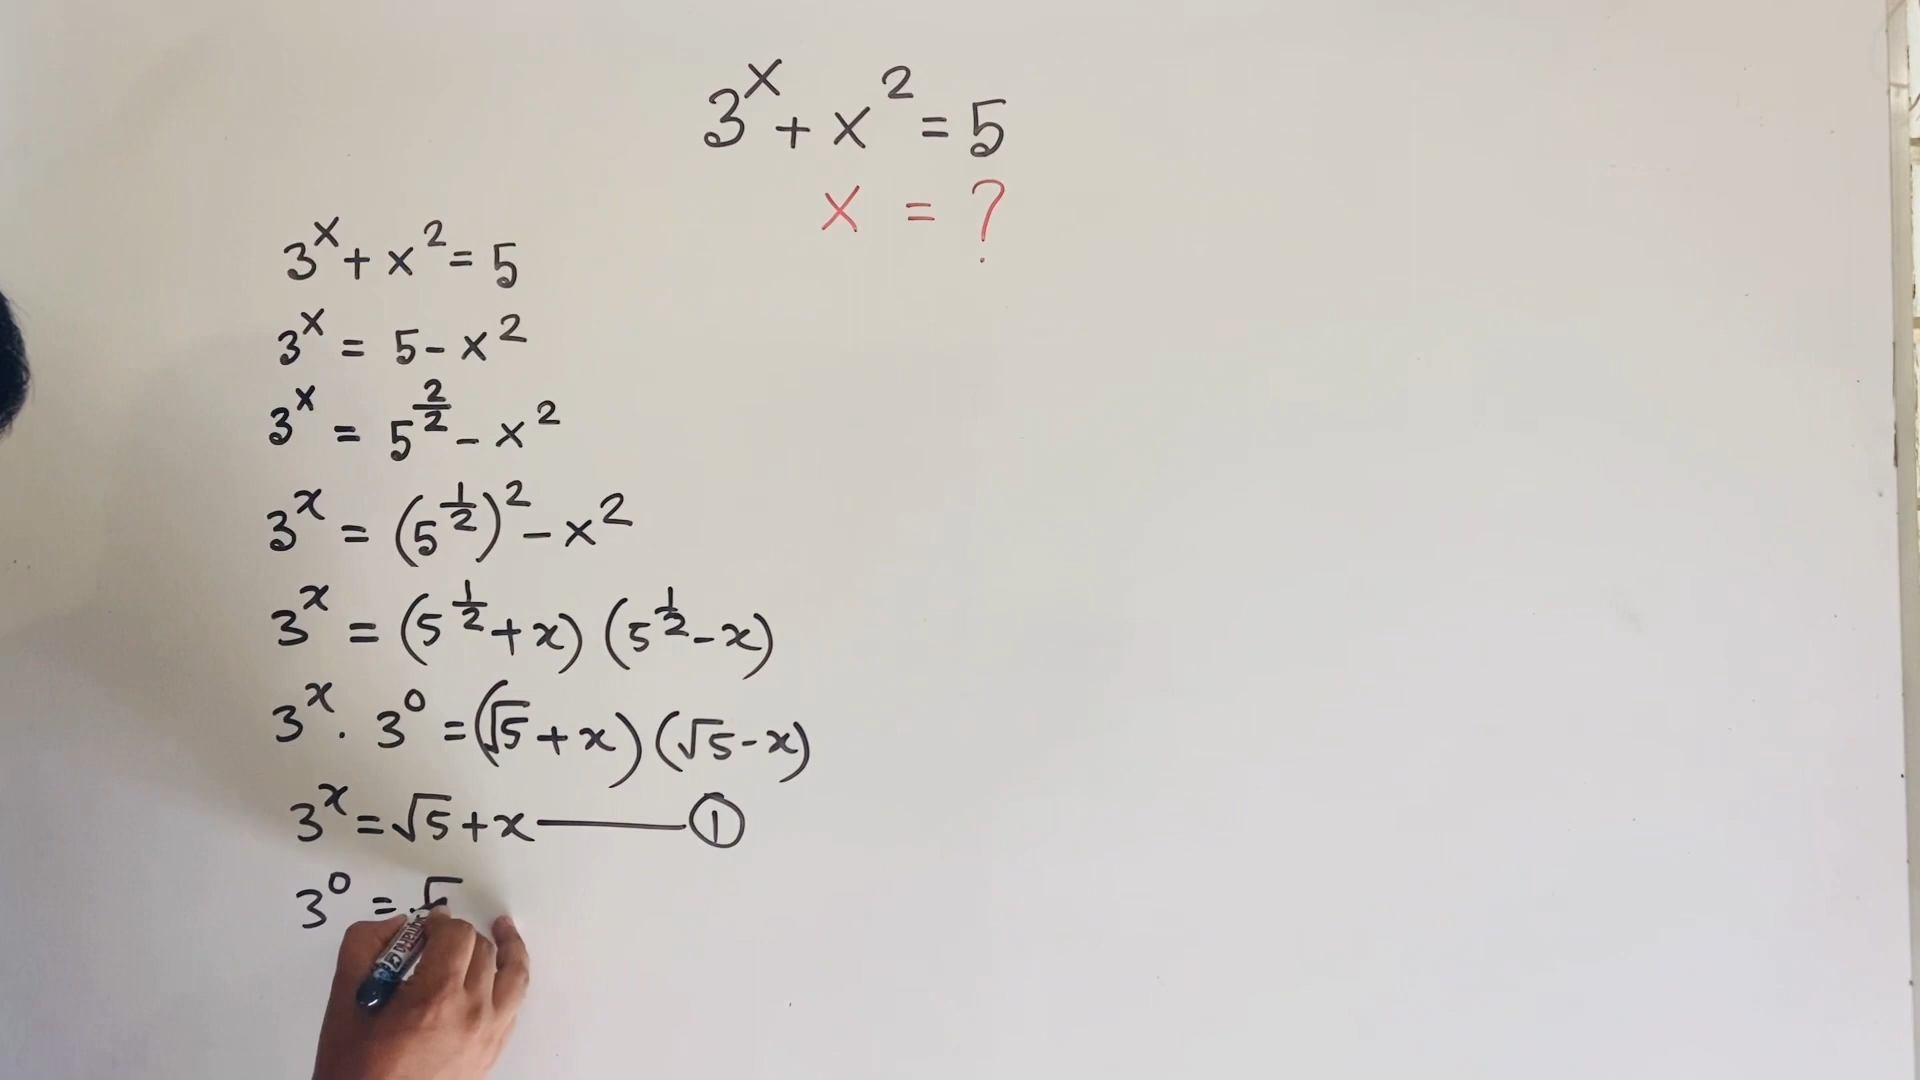 3^x + x^2 = 5
x = ?
3^x + x^2 = 5
3^x = 5 - x^2
3^x = 5^(2/2) - x^2
3^x = (5^(1/2))^2 - x^2
3^x = (5^(1/2) + x) (5^(1/2) - x)
3^x . 3^0 = (√5 + x) (√5 - x)
3^x = √5 + x ——— ①
3^0 = √5